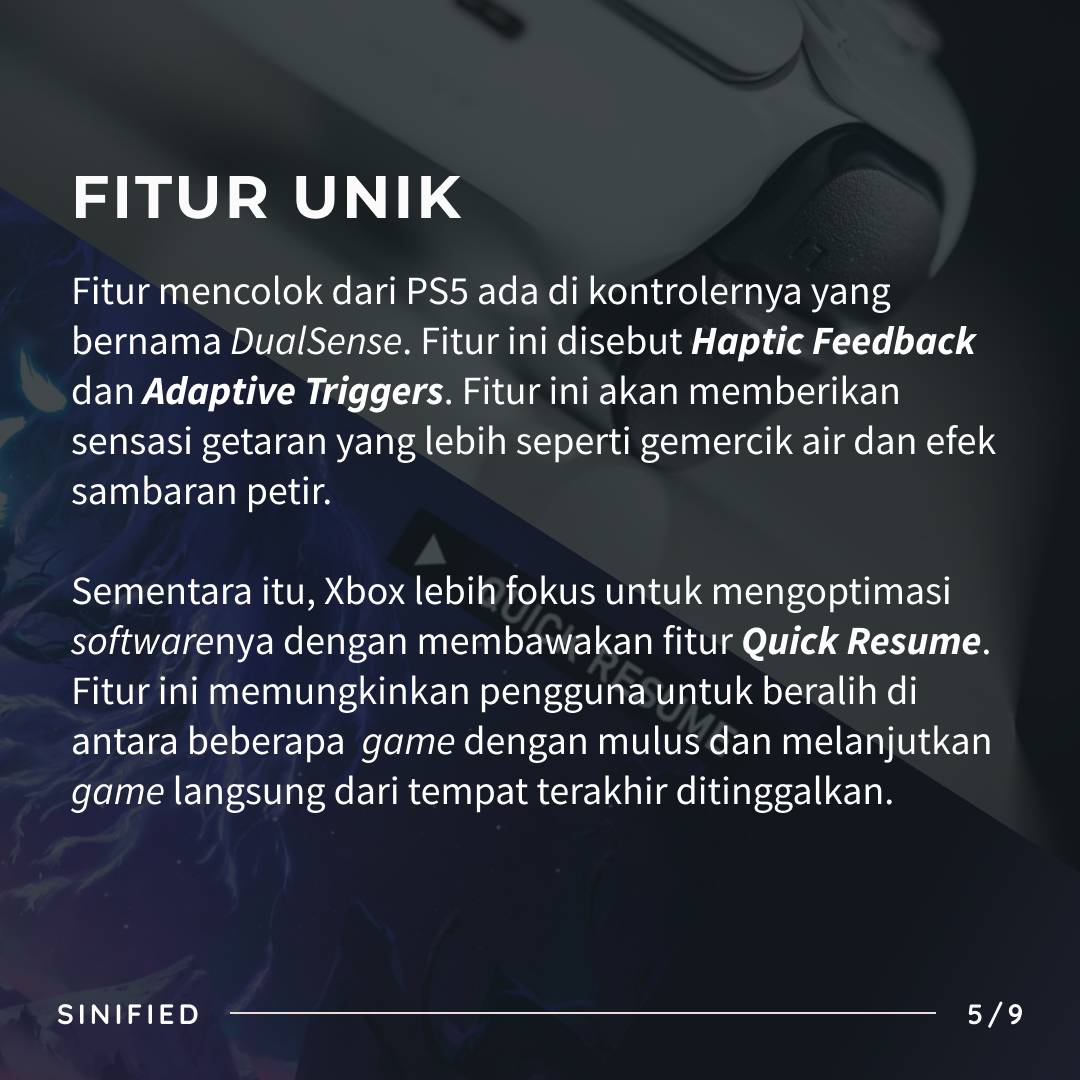 FITUR UNIK
Fitur mencolok dari PS5 ada di kontrolernya yang
bernama DualSense. Fitur ini disebut Haptic Feedback
dan Adaptive Triggers. Fitur ini akan memberikan
sensasi getaran yang lebih seperti gemercik air dan efek
sambaran petir.
Sementara itu, Xbox lebih fokus untuk mengoptimasi
softwarenya dengan membawakan fitur Quick Resume.
Fitur ini memungkinkan pengguna untuk beralih di
antara beberapa game dengan mulus dan melanjutkan
game langsung dari tempat terakhir ditinggalkan.
QUICK RESUME
SINIFIED
5/9